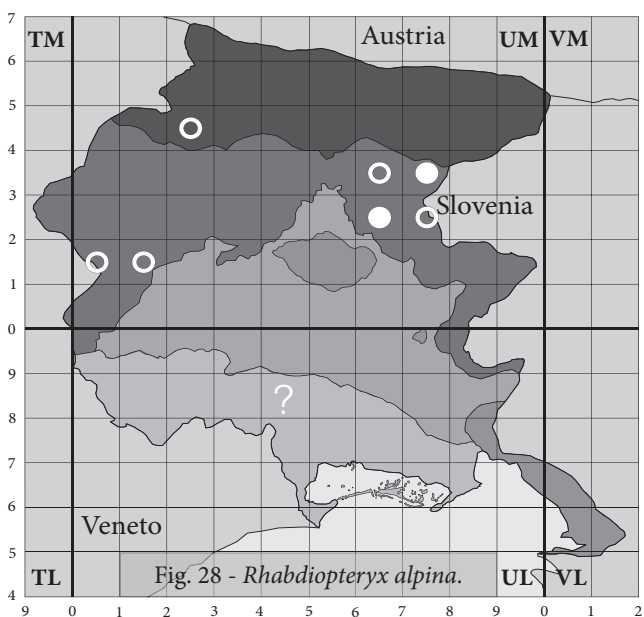 7
TM
Austria
UM
VM
6
5
4
3
Slovenia
2
1
0
9
?
8
7
6
Veneto
5
TL
Fig. 28 - Rhabdiopteryx alpina.
UL
VL
4
9 0 1 2 3 4 5 6 7 8 9 0 1 2